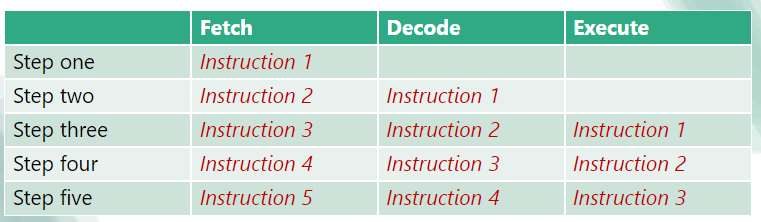 Fetch Decode Execute
Step one Instruction 1
Step two Instruction 2 Instruction 1
Step three Instruction 3 Instruction 2 Instruction 1
Step four Instruction 4 Instruction 3 Instruction 2
Step five Instruction 5 Instruction 4 Instruction 3